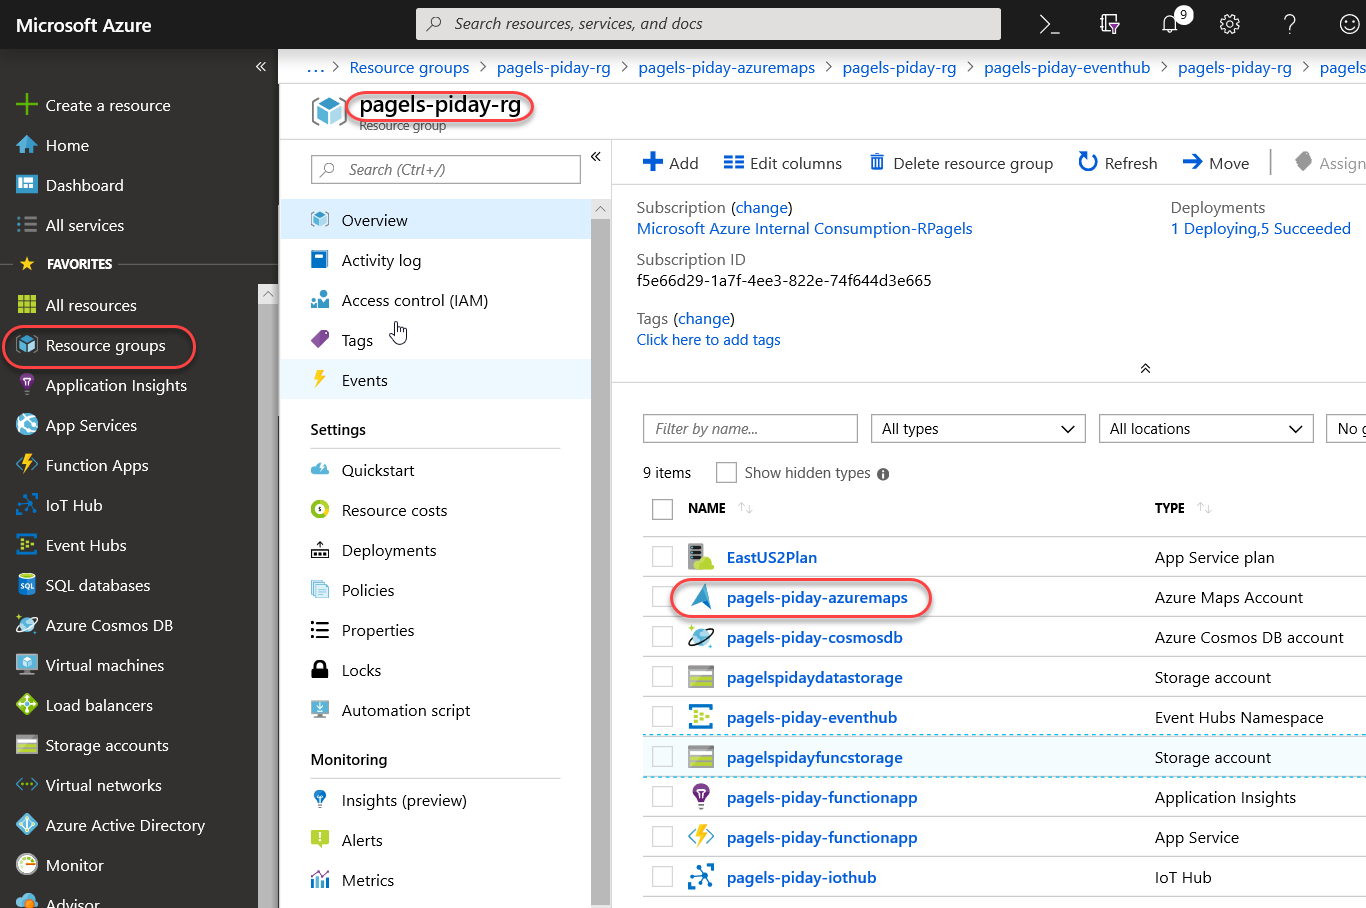 Microsoft Azure
Search resources, services, and docs
9
... > Resource groups > pagels-piday-rg > pagels-piday-azuremaps > pagels-piday-rg > pagels-piday-eventhub > pagels-piday-rg > pagels
Create a resource
Home
Dashboard
All services
FAVORITES
All resources
Resource groups
Application Insights
App Services
Function Apps
IoT Hub
Event Hubs
SQL databases
Azure Cosmos DB
Virtual machines
Load balancers
Storage accounts
Virtual networks
Azure Active Directory
Monitor
Advisor
pagels-piday-rg
Resource group
Search (Ctrl+/)
Overview
Activity log
Access control (IAM)
Tags
Events
Settings
Quickstart
Resource costs
Deployments
Policies
Properties
Locks
Automation script
Monitoring
Insights (preview)
Alerts
Metrics
Add Edit columns Delete resource group Refresh Move Assign
Subscription (change)
Microsoft Azure Internal Consumption-RPagels
Deployments
1 Deploying,5 Succeeded
Subscription ID
f5e66d29-1a7f-4ee3-822e-74f644d3e665
Tags (change)
Click here to add tags
Filter by name... All types All locations No g
9 items Show hidden types
NAME TYPE
EastUS2Plan App Service plan
pagels-piday-azuremaps Azure Maps Account
pagels-piday-cosmosdb Azure Cosmos DB account
pagelspidaydatastorage Storage account
pagels-piday-eventhub Event Hubs Namespace
pagelspidayfuncstorage Storage account
pagels-piday-functionapp Application Insights
pagels-piday-functionapp App Service
pagels-piday-iothub IoT Hub